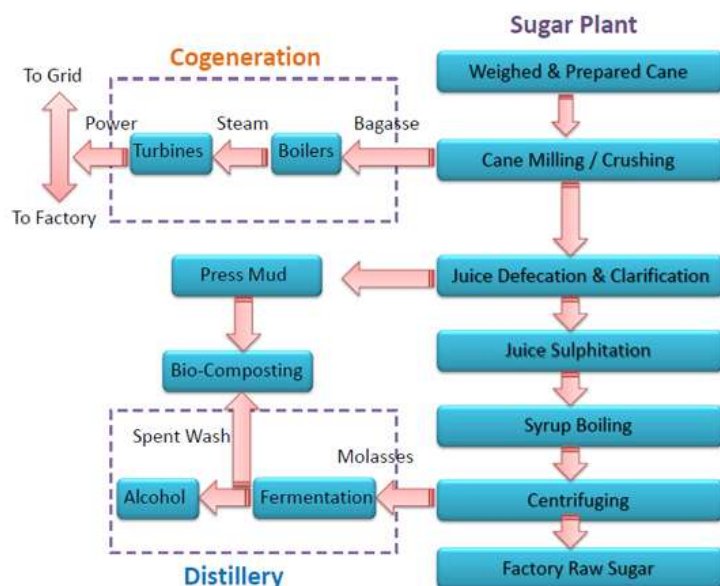 Sugar Plant
Cogeneration
To Grid
Weighed & Prepared Cane
Power
Steam
Bagasse
Turbines
Boilers
Cane Milling / Crushing
To Factory
Press Mud
Juice Defecation & Clarification
Juice Sulphitation
Bio-Composting
Syrup Boiling
Spent Wash
Molasses
Alcohol
Fermentation
Centrifuging
Factory Raw Sugar
Distillery